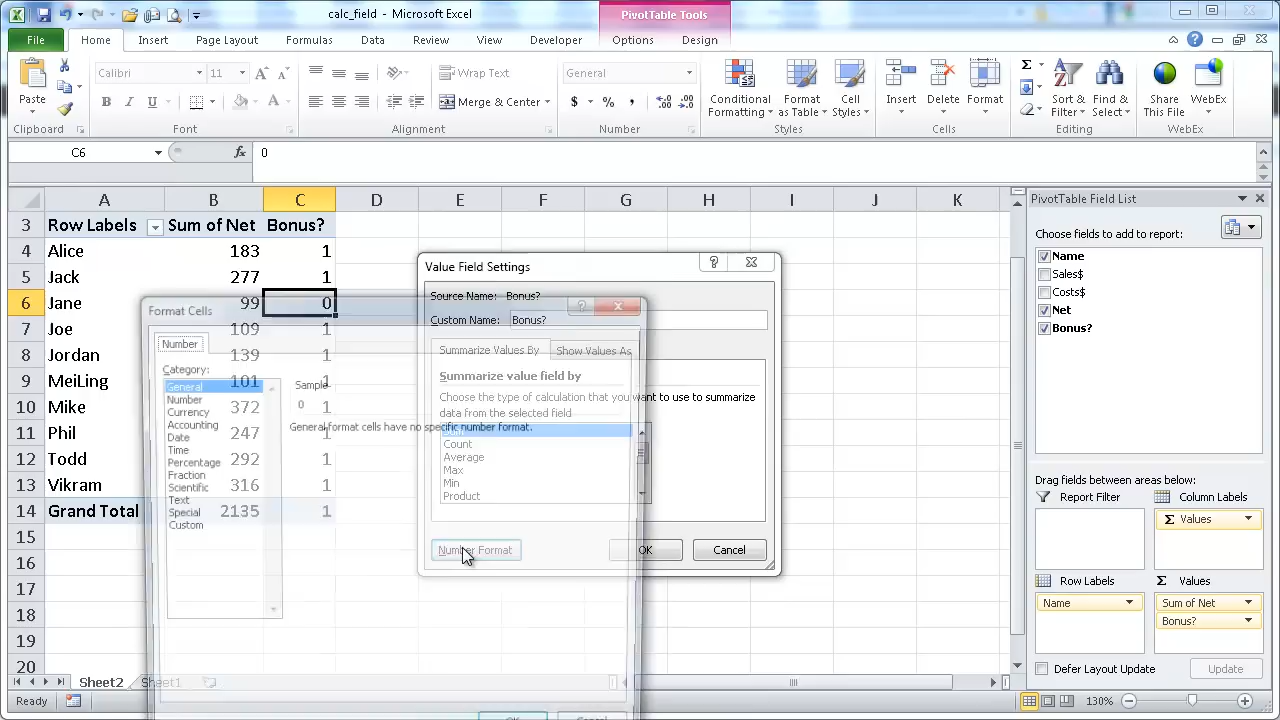 calc_field - Microsoft Excel
PivotTable Tools
File Home Insert Page Layout Formulas Data Review View Developer Options Design
Paste
Clipboard
Calibri 11
B I U A
Font
Wrap Text
Merge & Center
Alignment
General
$ % ,
Number
Conditional Formatting
Format as Table
Cell Styles
Styles
Insert Delete Format
Cells
Σ
Sort & Filter
Find & Select
Editing
Share This File
WebEx
WebEx
C6 fx 0
A B C D E F G H I J K
3 Row Labels Sum of Net Bonus?
4 Alice 183 1
5 Jack 277 1
6 Jane 99 0
7 Joe 109 1
8 Jordan 139 1
9 MeiLing 101 1
10 Mike 372 1
11 Phil 247 1
12 Todd 292 1
13 Vikram 316 1
14 Grand Total 2135 1
15
16
17
18
19
20
Format Cells
Number
Category:
General
Number
Currency
Accounting
Date
Time
Percentage
Fraction
Scientific
Text
Special
Custom
Sample
0
General format cells have no specific number format.
OK
Cancel
Value Field Settings
Source Name: Bonus?
Custom Name: Bonus?
Summarize Values By
Show Values As
Summarize value field by
Choose the type of calculation that you want to use to summarize
data from the selected field
Count
Average
Max
Min
Product
Number Format
OK
Cancel
PivotTable Field List
Choose fields to add to report:
Name
Sales$
Costs$
Net
Bonus?
Drag fields between areas below:
Report Filter
Column Labels
Σ Values
Row Labels
Σ Values
Name
Sum of Net
Bonus?
Defer Layout Update
Update
Sheet2 Sheet1
Ready
130%